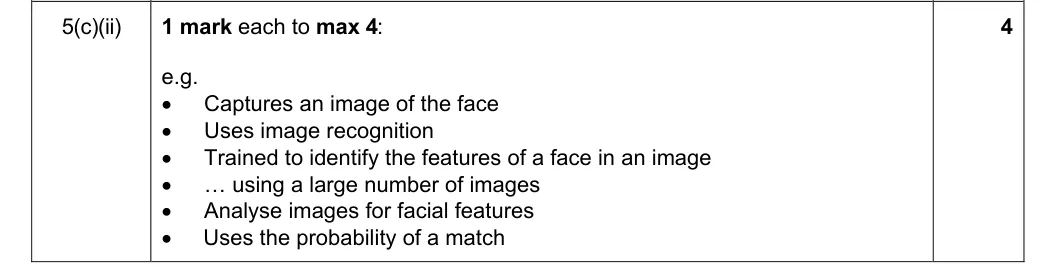 5(c)(ii) 1 mark each to max 4: 4
e.g.
• Captures an image of the face
• Uses image recognition
• Trained to identify the features of a face in an image
• … using a large number of images
• Analyse images for facial features
• Uses the probability of a match